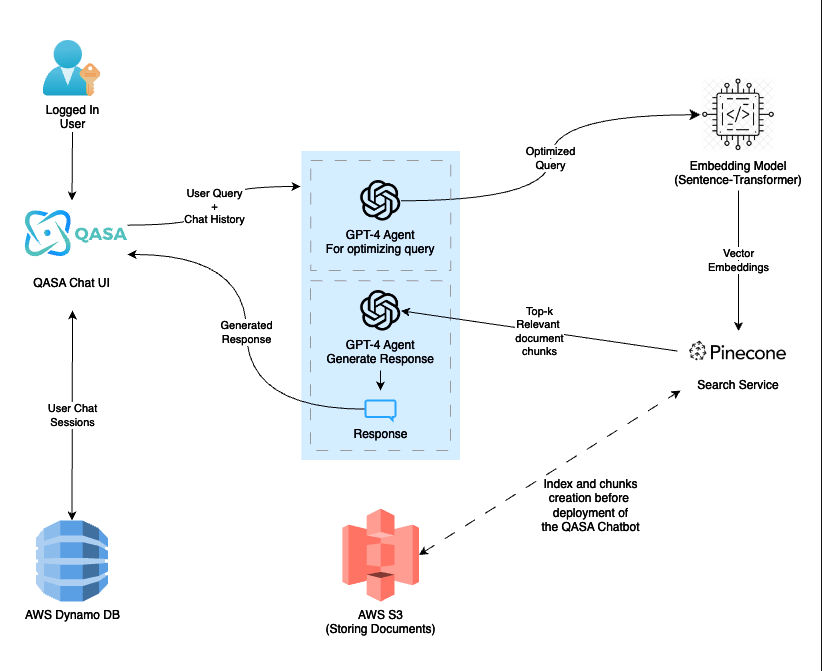 Logged In
User
QASA
QASA Chat UI
User Query
+
Chat History
GPT-4 Agent
For optimizing query
Optimized
Query
</>
Embedding Model
(Sentence-Transformer)
Vector
Embeddings
Pinecone
Search Service
Top-k
Relevant
document
chunks
GPT-4 Agent
Generate Response
Response
Generated
Response
User Chat
Sessions
AWS Dynamo DB
Index and chunks
creation before
deployment of
the QASA Chatbot
AWS S3
(Storing Documents)